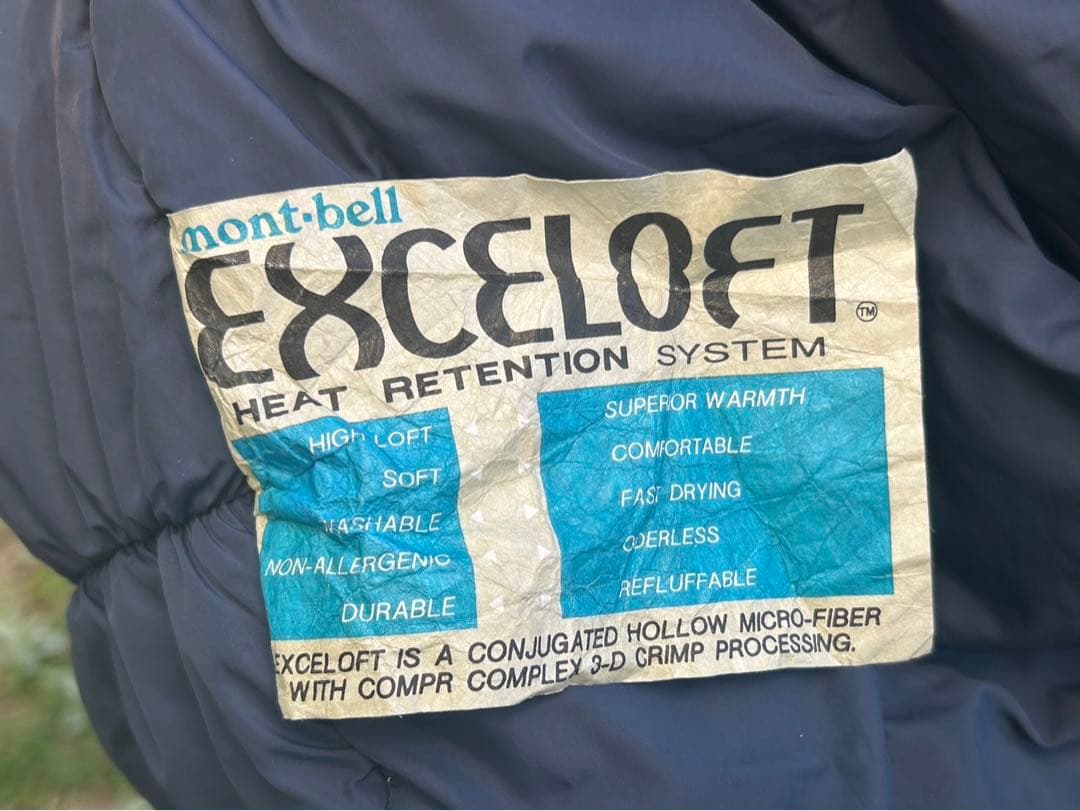 mont-bell
EXCELOFT TM
HEAT RETENTION SYSTEM
HIGH LOFT
SOFT
WASHABLE
NON-ALLERGENIC
DURABLE
SUPERIOR WARMTH
COMFORTABLE
FAST DRYING
ODERLESS
REFLUFFABLE
EXCELOFT IS A CONJUGATED HOLLOW MICRO-FIBER
WITH COMPR COMPLEX 3-D CRIMP PROCESSING.